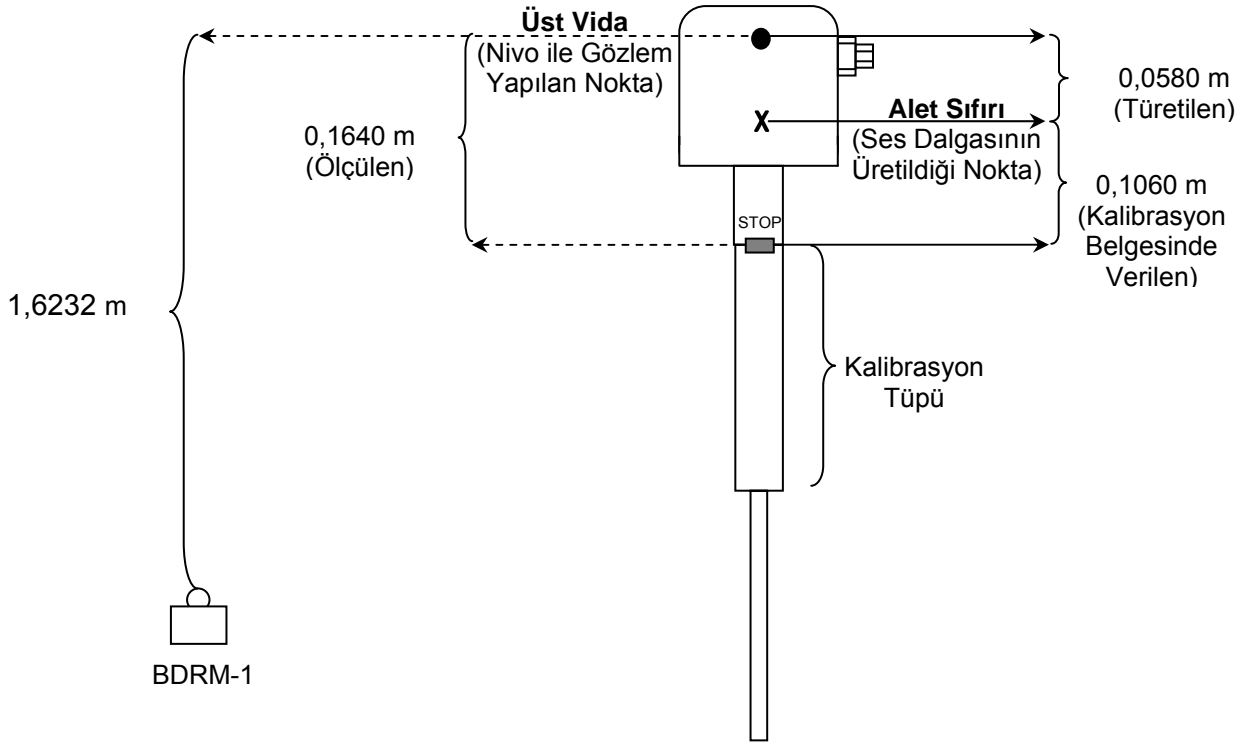 Üst Vida
(Nivo ile Gözlem
Yapılan Nokta)
0,0580 m
(Türetilen)
Alet Sıfırı
(Ses Dalgasının
Üretildiği Nokta)
0,1640 m
(Ölçülen)
0,1060 m
(Kalibrasyon
Belgesinde
Verilen)
STOP
1,6232 m
Kalibrasyon
Tüpü
BDRM-1
X